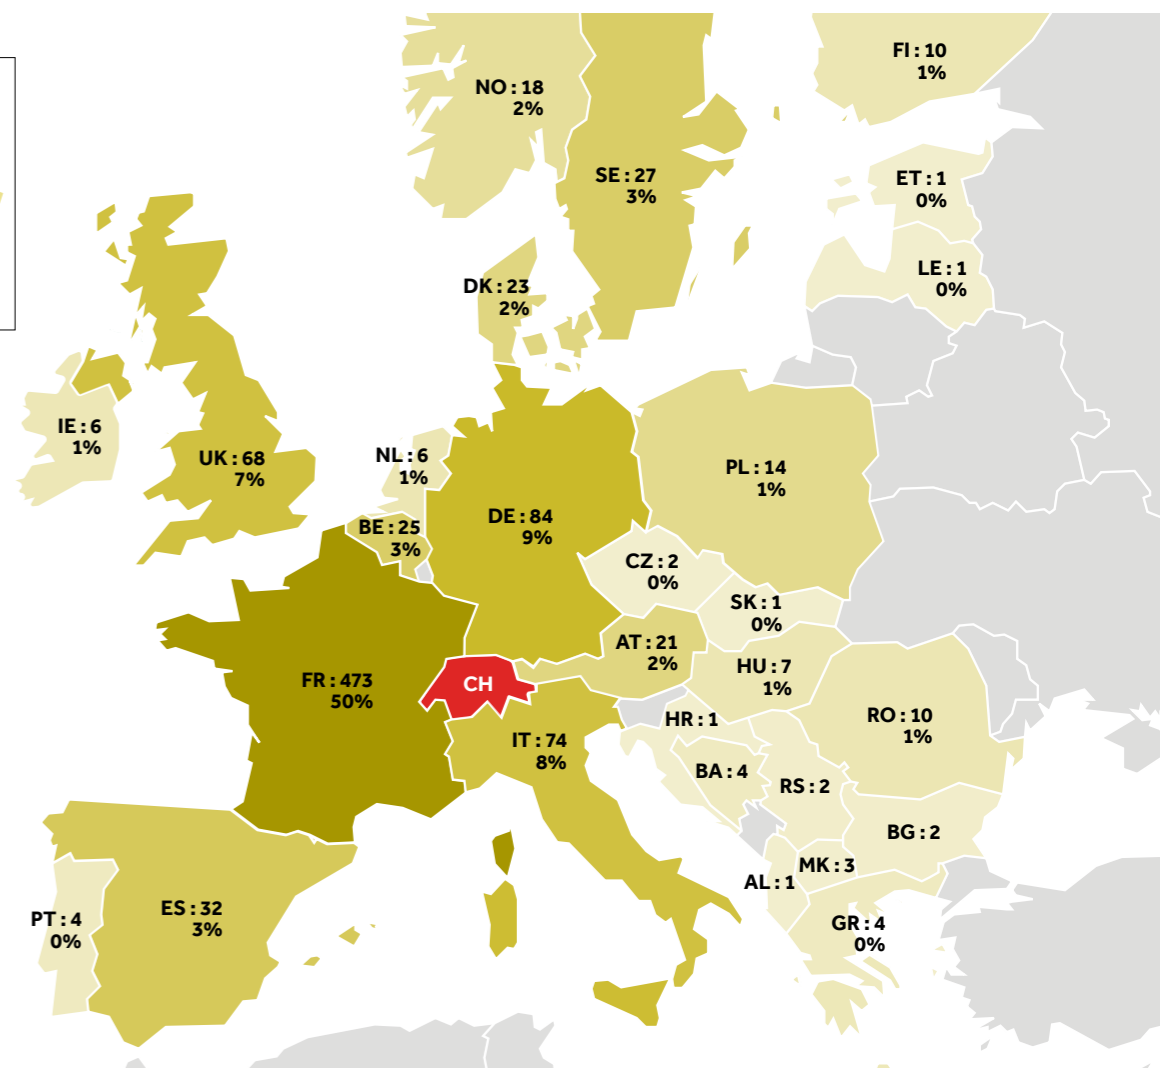 FI : 10
1%
NO : 18
2%
SE : 27
3%
ET : 1
0%
LE : 1
0%
DK : 23
2%
IE : 6
1%
UK : 68
7%
NL : 6
1%
PL : 14
1%
BE : 25
3%
DE : 84
9%
CZ : 2
0%
SK : 1
0%
AT : 21
2%
HU : 7
1%
FR : 473
50%
CH
RO : 10
1%
HR : 1
IT : 74
8%
BA : 4
RS : 2
BG : 2
MK : 3
AL : 1
PT : 4
0%
ES : 32
3%
GR : 4
0%